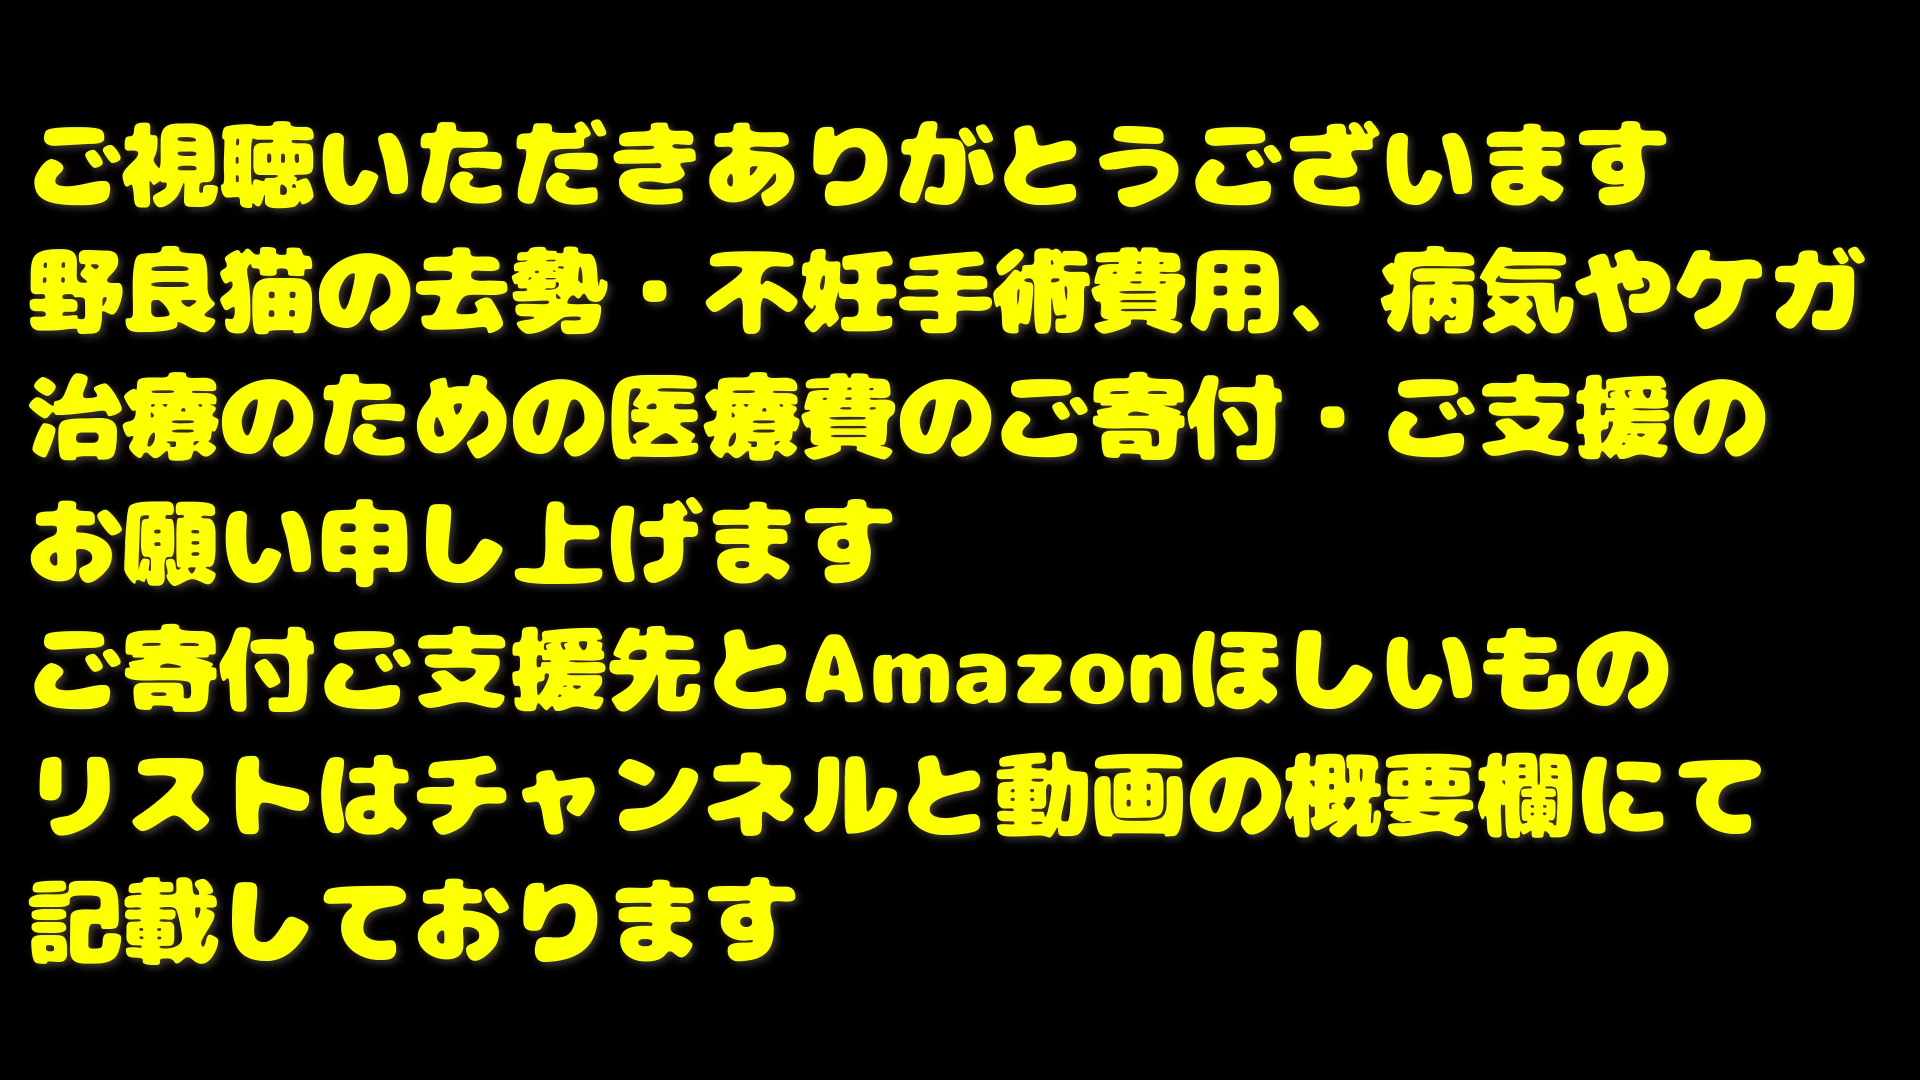 ご視聴いただきありがとうございます
野良猫の去勢・不妊手術費用、病気やケガ
治療のための医療費のご寄付・ご支援の
お願い申し上げます
ご寄付ご支援先とAmazonほしいもの
リストはチャンネルと動画の概要欄にて
記載しております